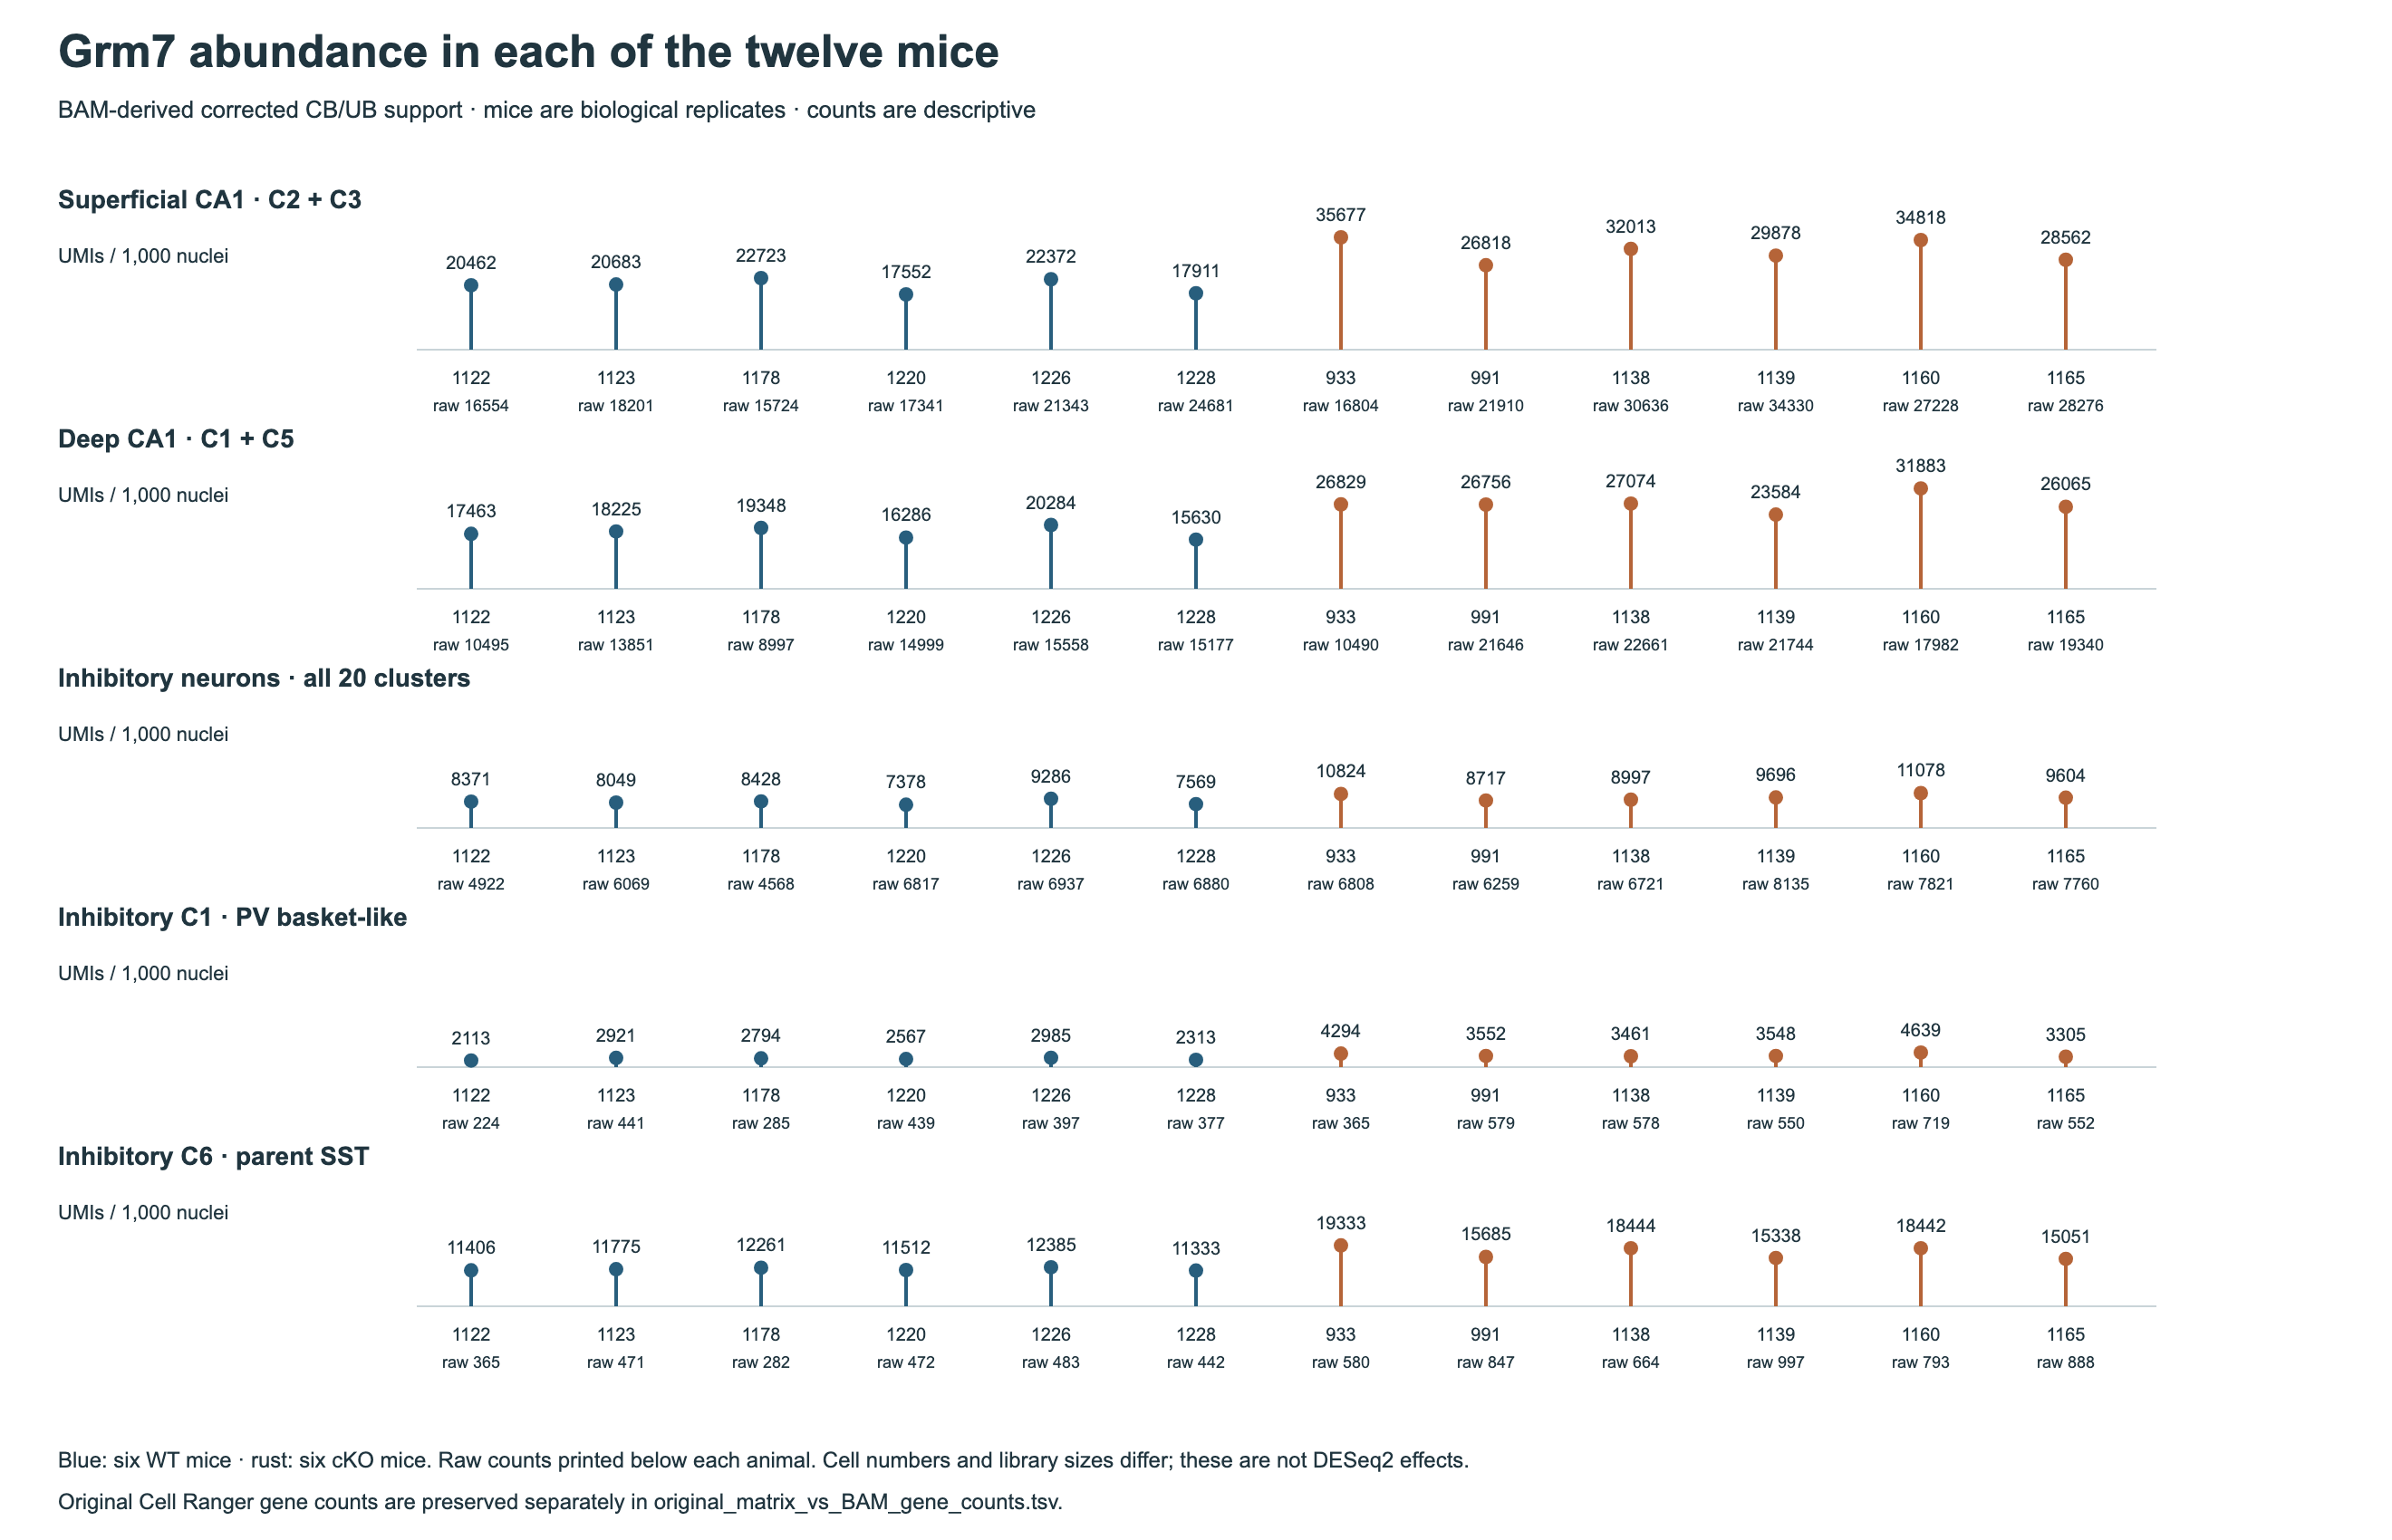 Grm7 abundance in each of the twelve mice
BAM-derived corrected CB/UB support · mice are biological replicates · counts are descriptive
Superficial CA1 · C2 + C3
UMIs / 1,000 nuclei
20462 20683 22723 17552 22372 17911 35677 26818 32013 29878 34818 28562
1122 1123 1178 1220 1226 1228 933 991 1138 1139 1160 1165
raw 16554 raw 18201 raw 15724 raw 17341 raw 21343 raw 24681 raw 16804 raw 21910 raw 30636 raw 34330 raw 27228 raw 28276
Deep CA1 · C1 + C5
UMIs / 1,000 nuclei
17463 18225 19348 16286 20284 15630 26829 26756 27074 23584 31883 26065
1122 1123 1178 1220 1226 1228 933 991 1138 1139 1160 1165
raw 10495 raw 13851 raw 8997 raw 14999 raw 15558 raw 15177 raw 10490 raw 21646 raw 22661 raw 21744 raw 17982 raw 19340
Inhibitory neurons · all 20 clusters
UMIs / 1,000 nuclei
8371 8049 8428 7378 9286 7569 10824 8717 8997 9696 11078 9604
1122 1123 1178 1220 1226 1228 933 991 1138 1139 1160 1165
raw 4922 raw 6069 raw 4568 raw 6817 raw 6937 raw 6880 raw 6808 raw 6259 raw 6721 raw 8135 raw 7821 raw 7760
Inhibitory C1 · PV basket-like
UMIs / 1,000 nuclei
2113 2921 2794 2567 2985 2313 4294 3552 3461 3548 4639 3305
1122 1123 1178 1220 1226 1228 933 991 1138 1139 1160 1165
raw 224 raw 441 raw 285 raw 439 raw 397 raw 377 raw 365 raw 579 raw 578 raw 550 raw 719 raw 552
Inhibitory C6 · parent SST
UMIs / 1,000 nuclei
11406 11775 12261 11512 12385 11333 19333 15685 18444 15338 18442 15051
1122 1123 1178 1220 1226 1228 933 991 1138 1139 1160 1165
raw 365 raw 471 raw 282 raw 472 raw 483 raw 442 raw 580 raw 847 raw 664 raw 997 raw 793 raw 888
Blue: six WT mice · rust: six cKO mice. Raw counts printed below each animal. Cell numbers and library sizes differ; these are not DESeq2 effects.
Original Cell Ranger gene counts are preserved separately in original_matrix_vs_BAM_gene_counts.tsv.